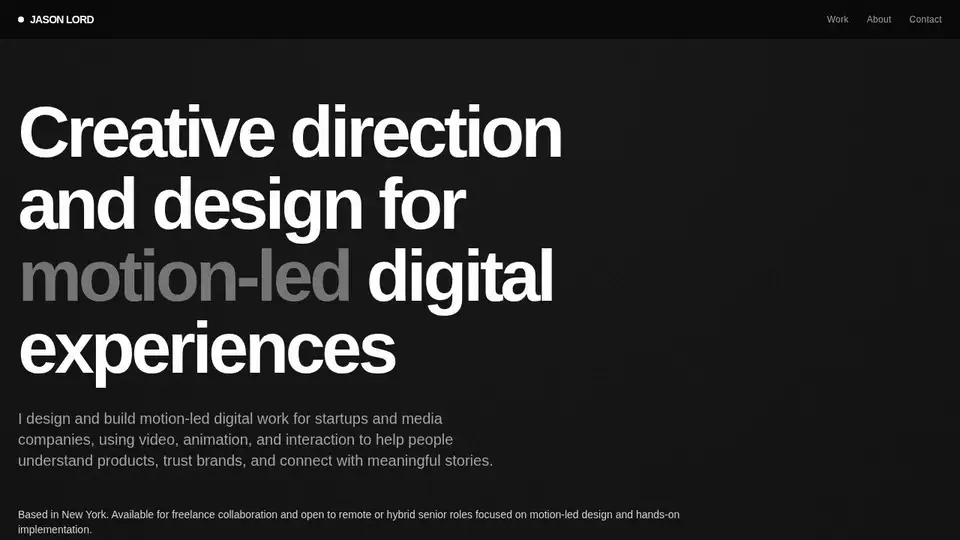 JASON LORD
Work
About
Contact
Creative direction
and design for
motion-led digital
experiences
I design and build motion-led digital work for startups and media
companies, using video, animation, and interaction to help people
understand products, trust brands, and connect with meaningful stories.
Based in New York. Available for freelance collaboration and open to remote or hybrid senior roles focused on motion-led design and hands-on
implementation.